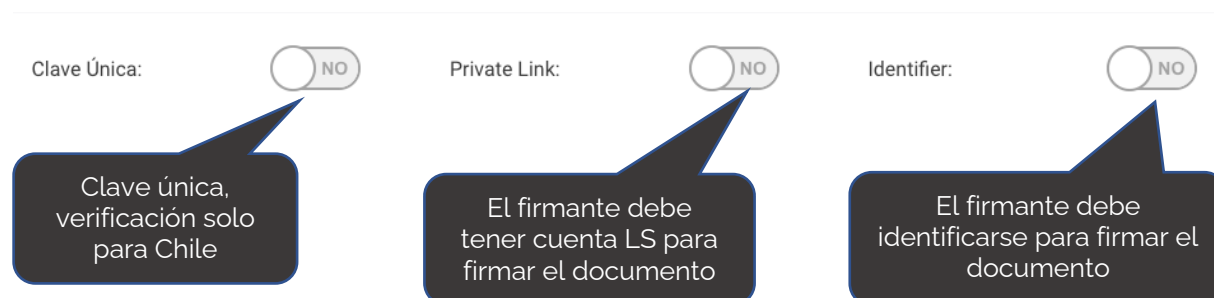 Clave Única: NO Private Link: NO Identifier: NO
Clave única,
verificación solo
para Chile
El firmante debe
tener cuenta LS para
firmar el documento
El firmante debe
identificarse para firmar el
documento